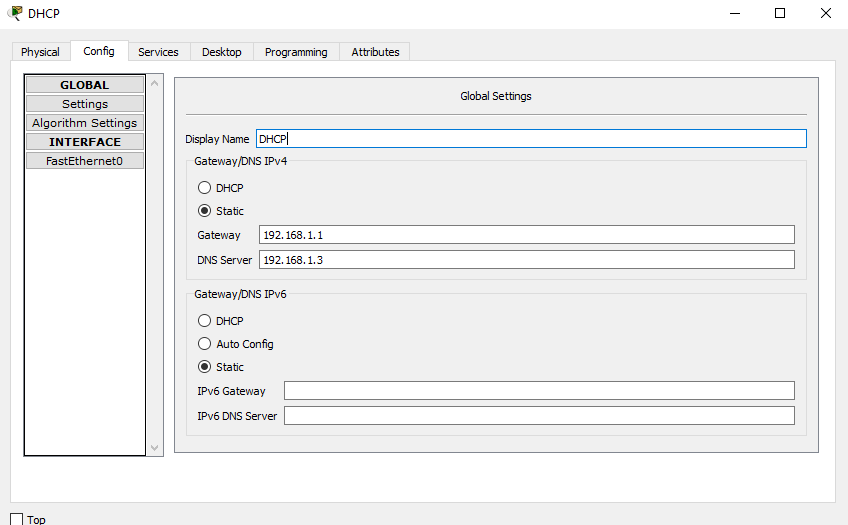 DHCP
Physical Config Services Desktop Programming Attributes
GLOBAL
Settings
Algorithm Settings
INTERFACE
FastEthernet0
Global Settings
Display Name DHCP
Gateway/DNS IPv4
DHCP
Static
Gateway 192.168.1.1
DNS Server 192.168.1.3
Gateway/DNS IPv6
DHCP
Auto Config
Static
IPv6 Gateway
IPv6 DNS Server
Top